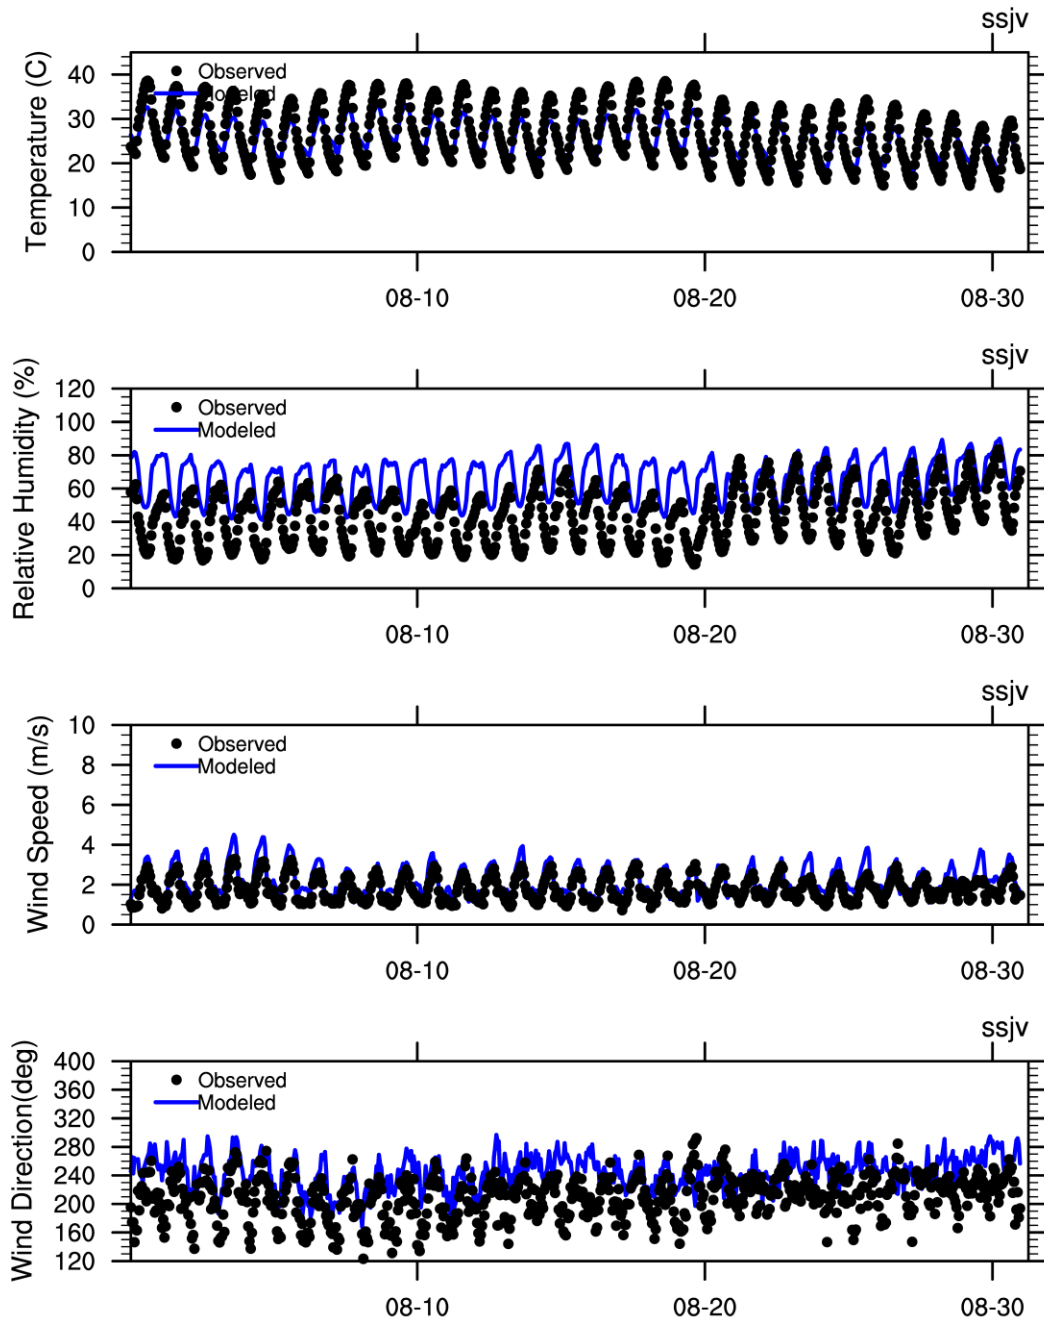 ssjv
Temperature (C)
40
30
20
10
0
Observed
Modeled
08-10
08-20
08-30
ssjv
Relative Humidity (%)
120
100
80
60
40
20
0
Observed
Modeled
08-10
08-20
08-30
ssjv
Wind Speed (m/s)
10
8
6
4
2
0
Observed
Modeled
08-10
08-20
08-30
ssjv
Wind Direction(deg)
400
360
320
280
240
200
160
120
Observed
Modeled
08-10
08-20
08-30